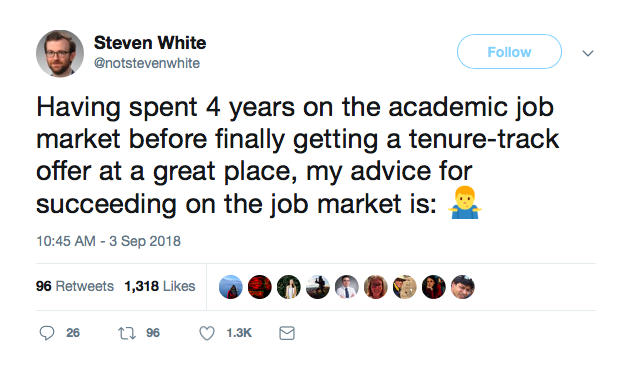 Steven White
@notstevenwhite
Follow
Having spent 4 years on the academic job
market before finally getting a tenure-track
offer at a great place, my advice for
succeeding on the job market is: 🤷‍♂️
10:45 AM - 3 Sep 2018
96 Retweets 1,318 Likes
26 96 1.3K